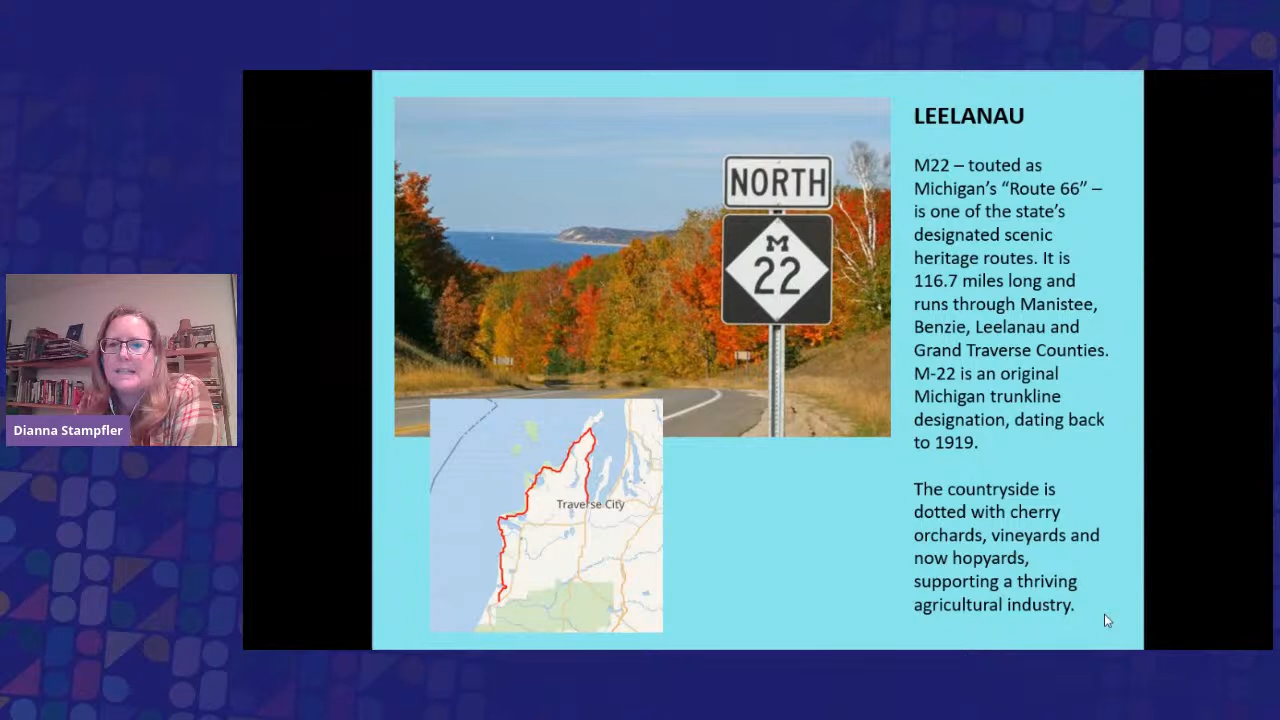 LEELANAU
M22 – touted as
Michigan's “Route 66” –
is one of the state's
designated scenic
heritage routes. It is
116.7 miles long and
runs through Manistee,
Benzie, Leelanau and
Grand Traverse Counties.
M-22 is an original
Michigan trunkline
designation, dating back
to 1919.
The countryside is
dotted with cherry
orchards, vineyards and
now hopyards,
supporting a thriving
agricultural industry.
NORTH
M
22
Traverse City
Dianna Stampfler